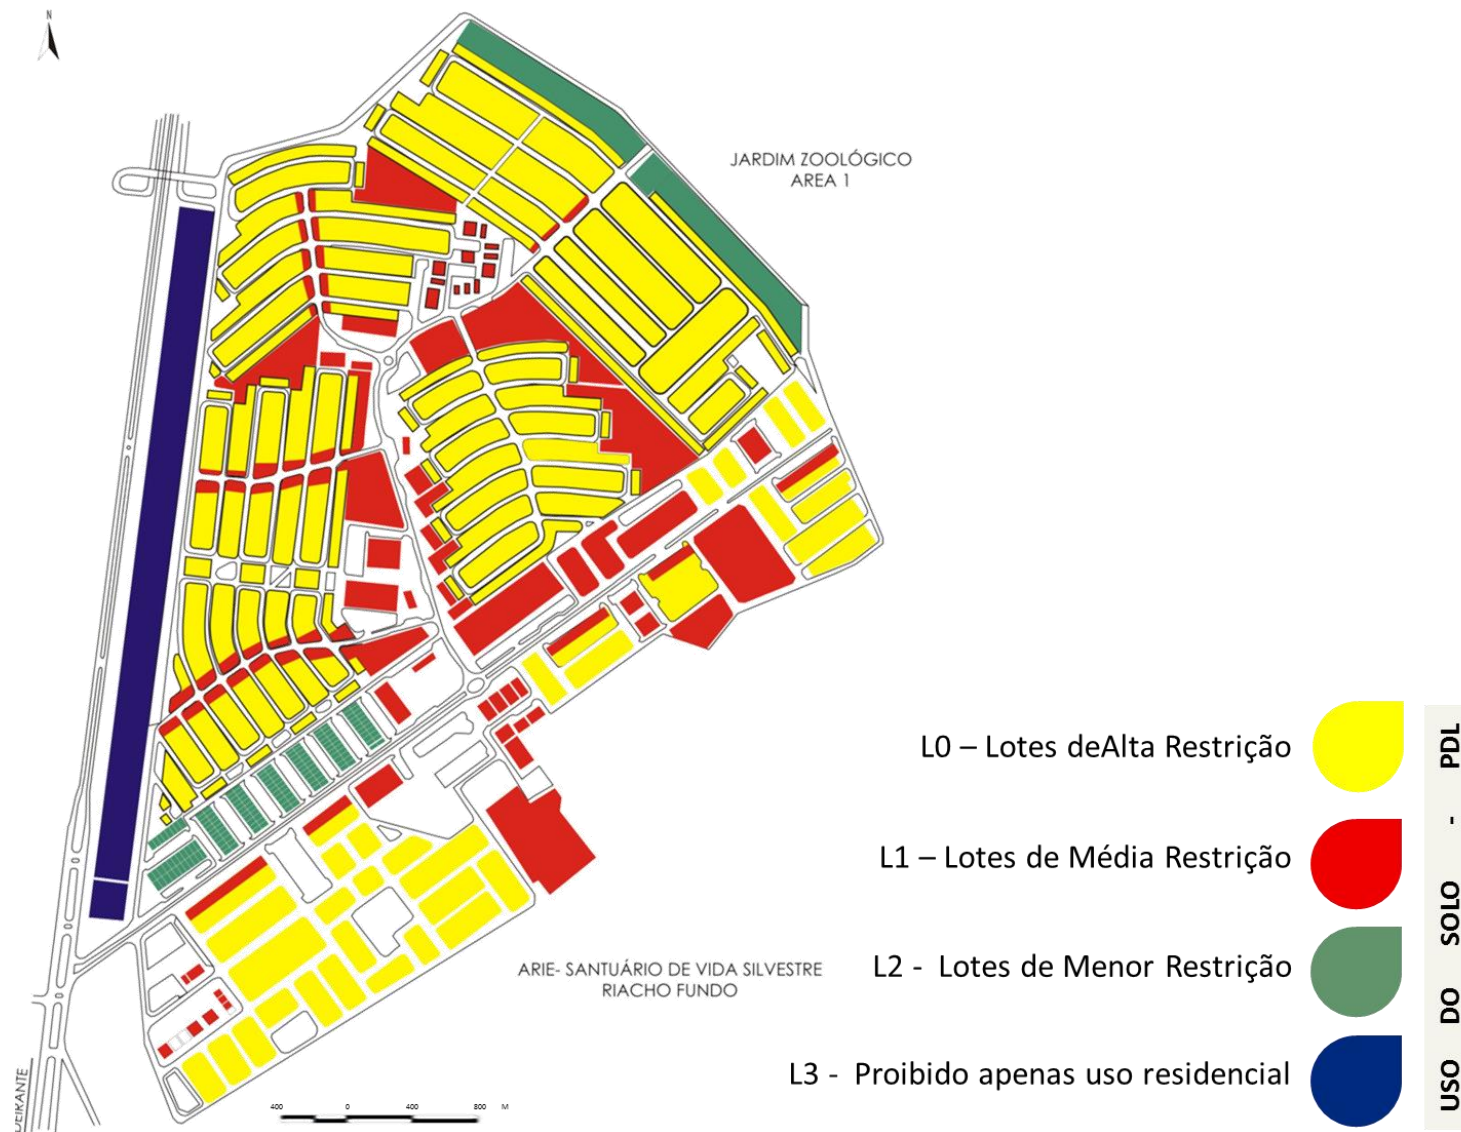 N
JARDIM ZOOLÓGICO
AREA 1
L0 – Lotes deAlta Restrição
L1 – Lotes de Média Restrição
ARIE- SANTUÁRIO DE VIDA SILVESTRE
RIACHO FUNDO
L2 - Lotes de Menor Restrição
L3 - Proibido apenas uso residencial
USO DO SOLO - PDL
DEIRANTE
400 0 400 800 M